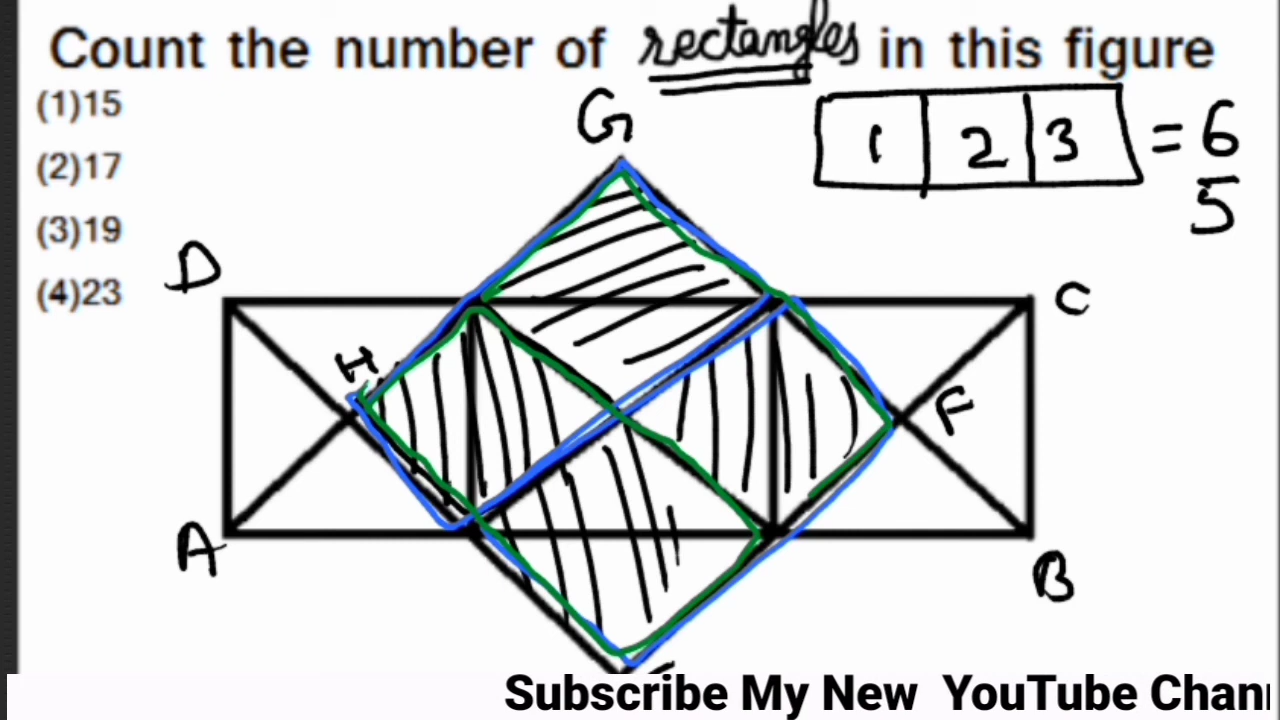 Count the number of rectangles in this figure
(1)15
(2)17
(3)19
(4)23
1 2 3 = 6
5
G
D
C
H
F
A
B
Subscribe My New YouTube Chan